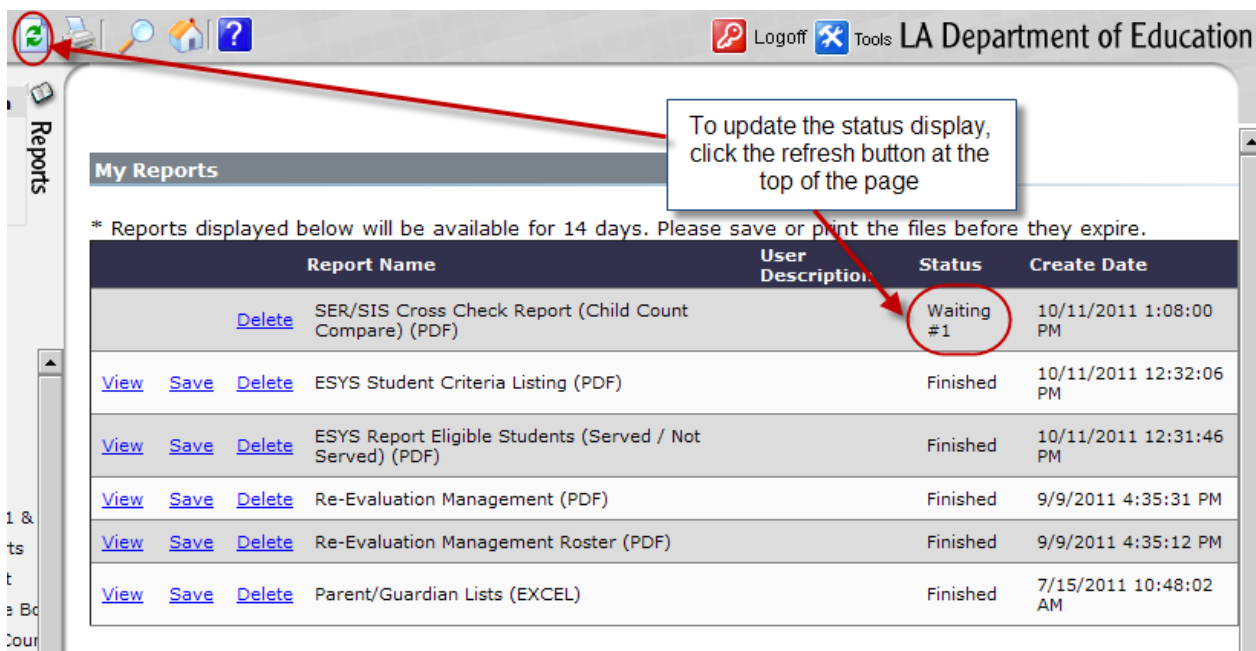 Logoff Tools LA Department of Education
Reports
To update the status display,
click the refresh button at the
top of the page
My Reports
* Reports displayed below will be available for 14 days. Please save or print the files before they expire.
Report Name User Description Status Create Date
Delete SER/SIS Cross Check Report (Child Count Compare) (PDF) Waiting #1 10/11/2011 1:08:00 PM
View Save Delete ESYS Student Criteria Listing (PDF) Finished 10/11/2011 12:32:06 PM
View Save Delete ESYS Report Eligible Students (Served / Not Served) (PDF) Finished 10/11/2011 12:31:46 PM
View Save Delete Re-Evaluation Management (PDF) Finished 9/9/2011 4:35:31 PM
View Save Delete Re-Evaluation Management Roster (PDF) Finished 9/9/2011 4:35:12 PM
View Save Delete Parent/Guardian Lists (EXCEL) Finished 7/15/2011 10:48:02 AM
1 &
ts
t
e Bo
Cour